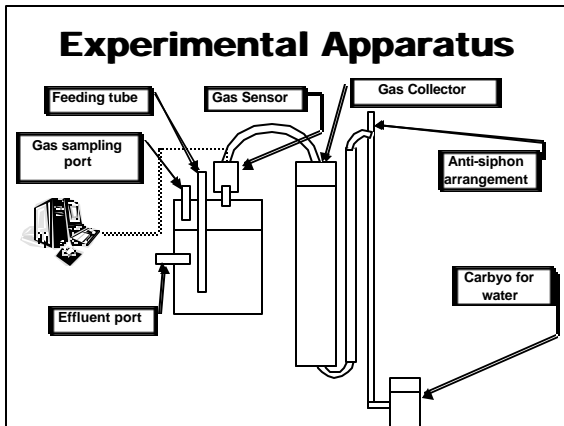 Experimental Apparatus
Feeding tube
Gas Sensor
Gas Collector
Gas sampling
port
Anti-siphon
arrangement
Carbyo for
water
Effluent port